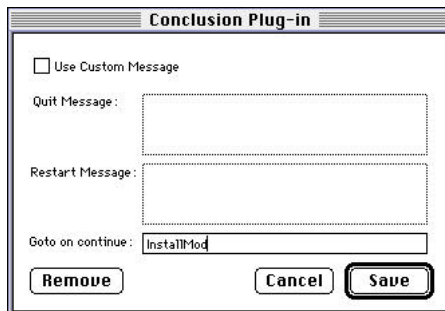 Conclusion Plug-in
Use Custom Message
Quit Message:
Restart Message:
Goto on continue: InstallMod
Remove Cancel Save